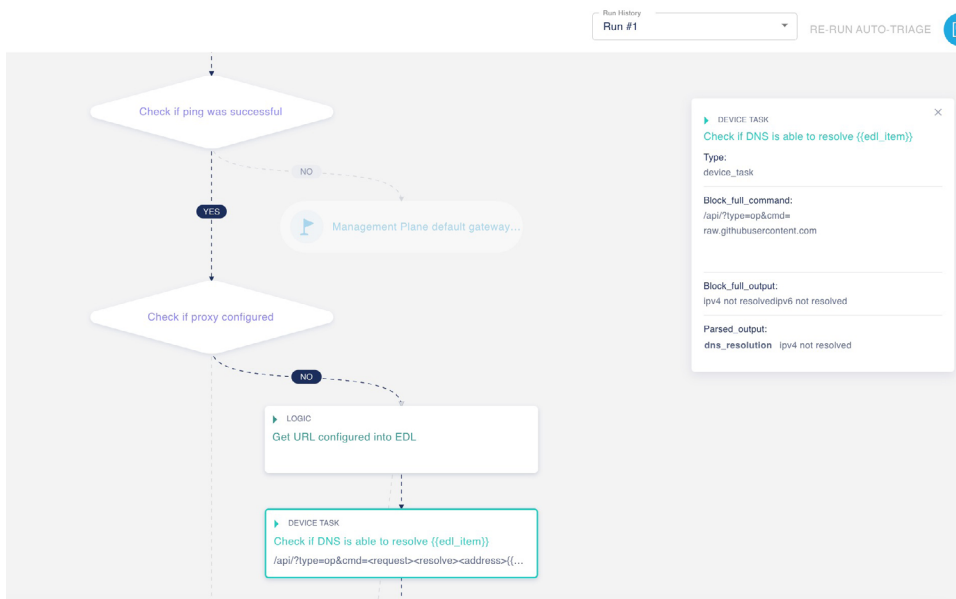 Run History
Run #1
RE-RUN AUTO-TRIAGE
Check if ping was successful
NO
YES
Management Plane default gateway...
Check if proxy configured
NO
LOGIC
Get URL configured into EDL
DEVICE TASK
Check if DNS is able to resolve {{edl_item}}
/api/?type=op&cmd=<request><resolve><address>{{...
DEVICE TASK
Check if DNS is able to resolve {{edl_item}}
Type:
device_task
Block_full_command:
/api/?type=op&cmd=
raw.githubusercontent.com
Block_full_output:
ipv4 not resolvedipv6 not resolved
Parsed_output:
dns_resolution ipv4 not resolved